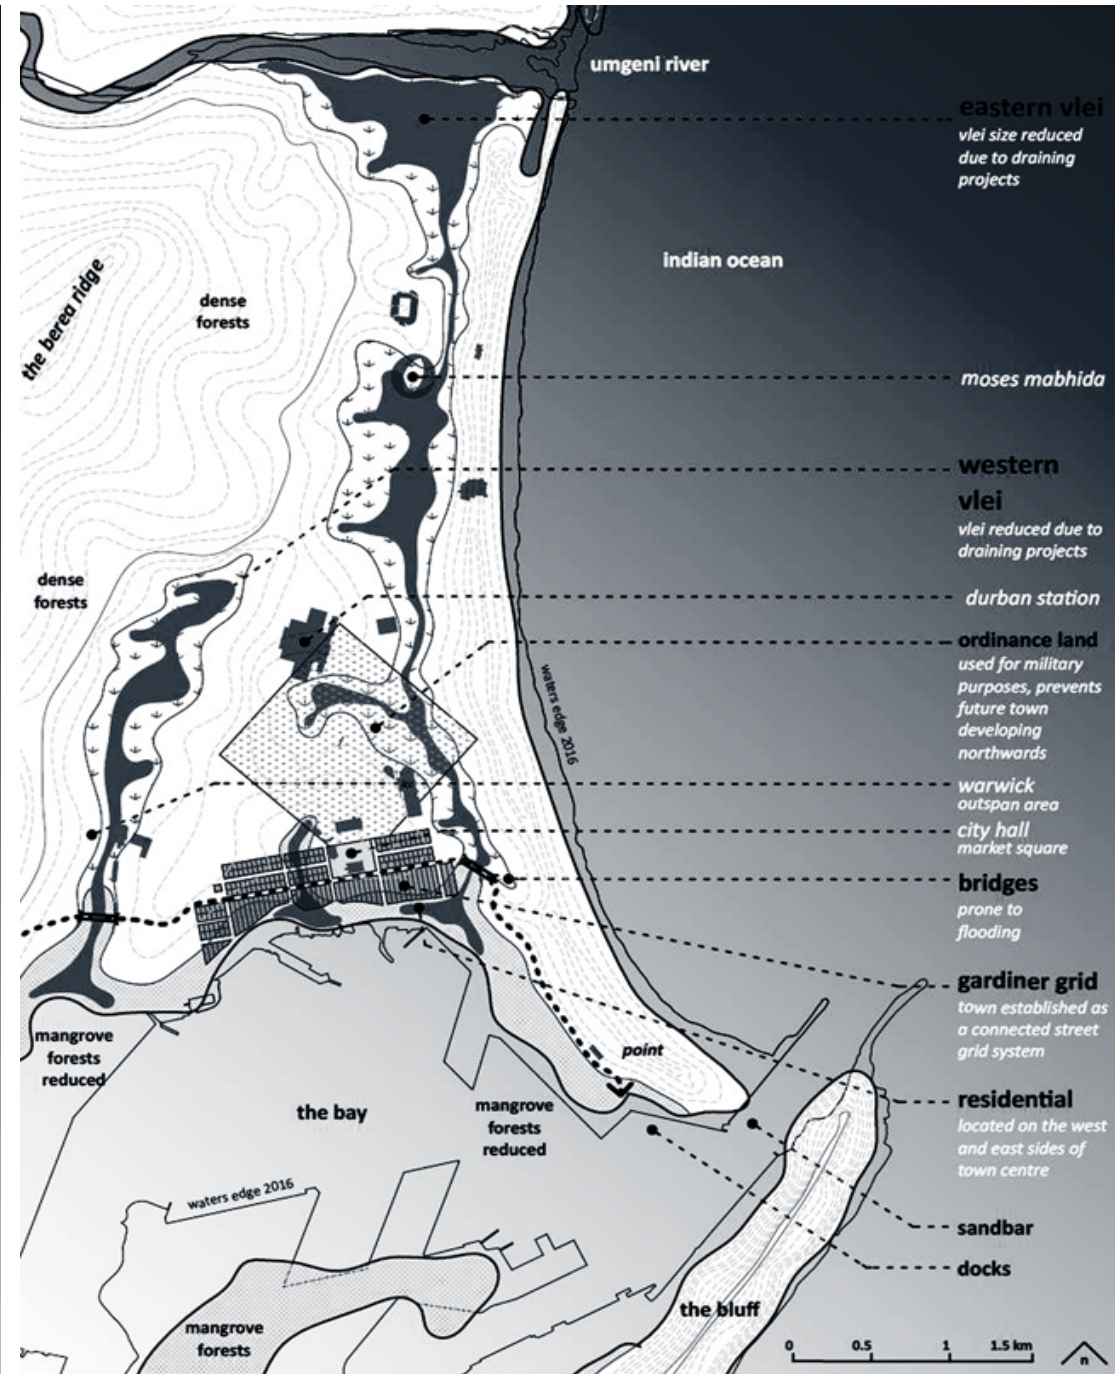 umgeni river
eastern vlei
vlei size reduced
due to draining
projects
indian ocean
the berea ridge
dense
forests
moses mabhida
western
vlei
vlei reduced due to
draining projects
dense
forests
durban station
ordinance land
used for military
purposes, prevents
future town
developing
northwards
waters edge 2016
warwick
outspan area
city hall
market square
bridges
prone to
flooding
gardiner grid
town established as
a connected street
grid system
mangrove
forests
reduced
point
the bay
mangrove
forests
reduced
residential
located on the west
and east sides of
town centre
waters edge 2016
sandbar
docks
the bluff
mangrove
forests
0 0.5 1 1.5 km
n